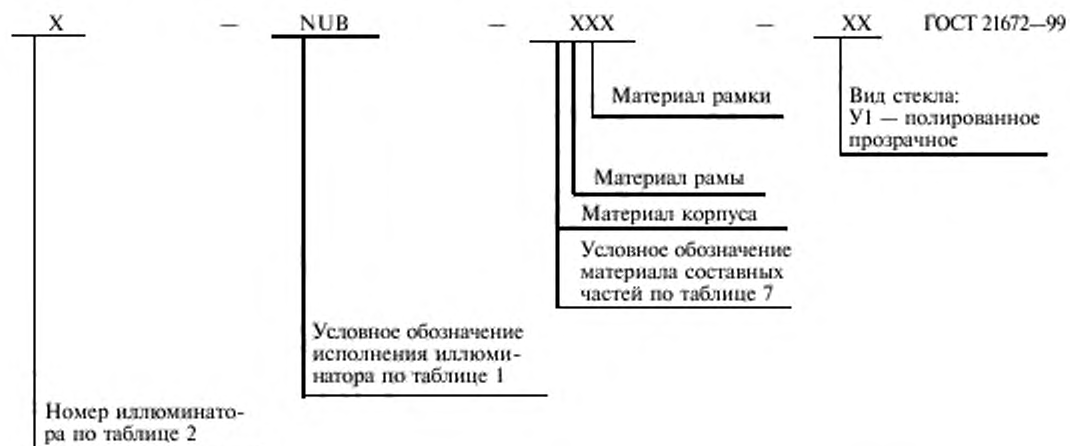 X — NUB — XXX — XX ГОСТ 21672—99
Материал рамки
Вид стекла:
У1 — полированное
прозрачное
Материал рамы
Материал корпуса
Условное обозначение
материала составных
частей по таблице 7
Условное обозначение
исполнения иллюми-
натора по таблице 1
Номер иллюминато-
ра по таблице 2